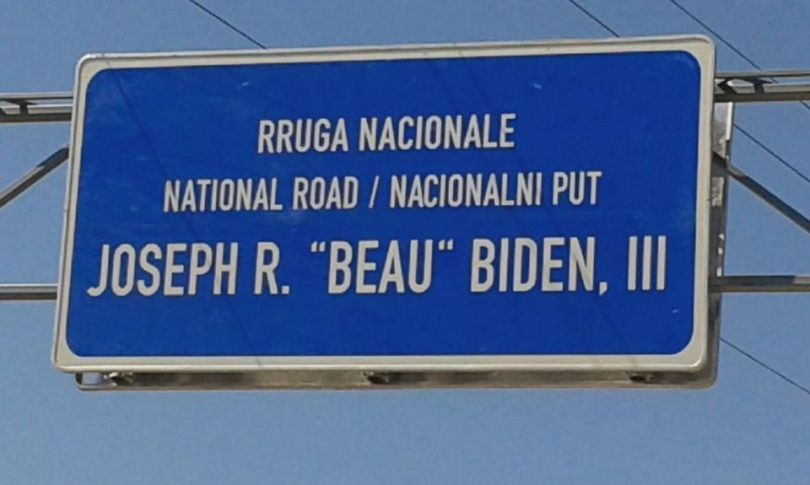 RRUGA NACIONALE
NATIONAL ROAD / NACIONALNI PUT
JOSEPH R. “BEAU“ BIDEN, III